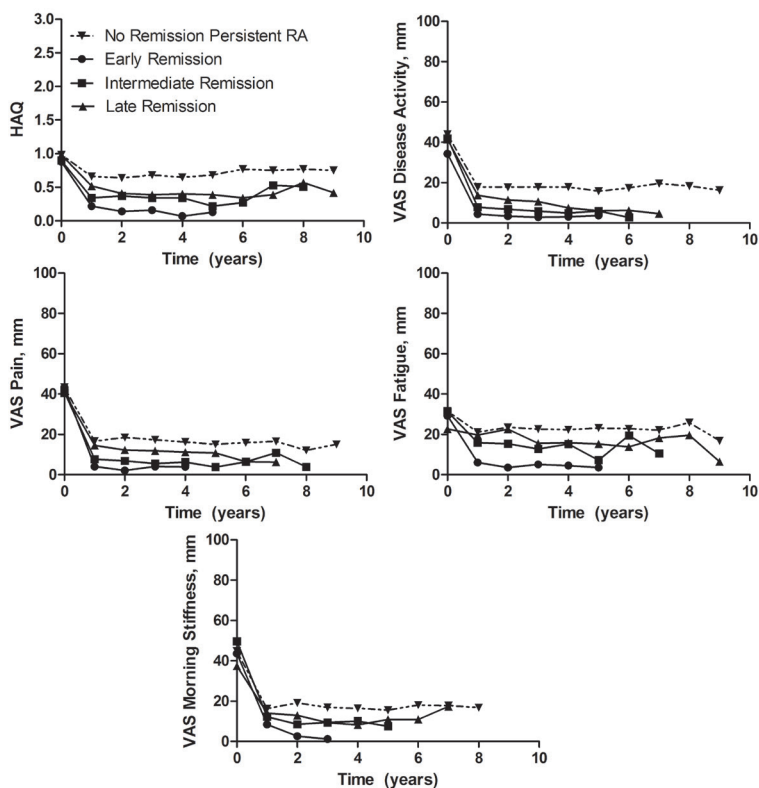 HAQ
3.0
2.5
2.0
1.5
1.0
0.5
0.0
No Remission Persistent RA
Early Remission
Intermediate Remission
Late Remission
0 2 4 6 8 10
Time (years)
VAS Disease Activity, mm
100
80
60
40
20
0
0 2 4 6 8 10
Time (years)
VAS Pain, mm
100
80
60
40
20
0
0 2 4 6 8 10
Time (years)
VAS Fatigue, mm
100
80
60
40
20
0
0 2 4 6 8 10
Time (years)
VAS Morning Stiffness, mm
100
80
60
40
20
0
0 2 4 6 8 10
Time (years)